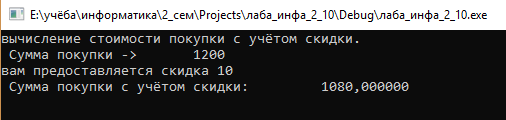 E:\учёба\информатика\2_сем\Projects\лаба_инфа_2_10\Debug\лаба_инфа_2_10.exe
вычисление стоимости покупки с учётом скидки.
Сумма покупки -> 1200
вам предоставляется скидка 10
Сумма покупки с учётом скидки: 1080,000000